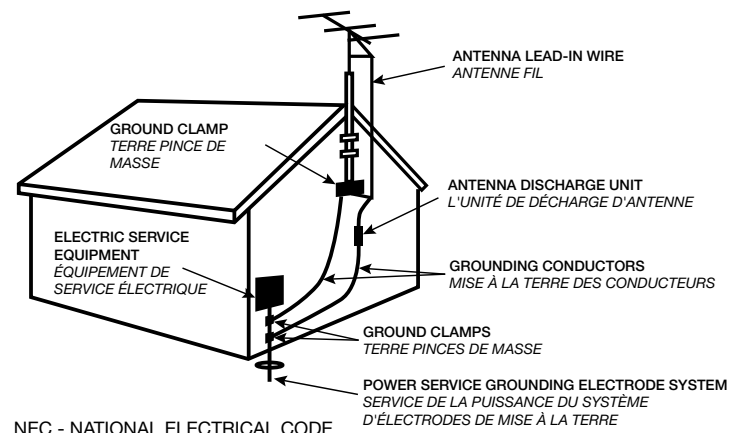 ANTENNA LEAD-IN WIRE
ANTENNE FIL
GROUND CLAMP
TERRE PINCE DE
MASSE
ANTENNA DISCHARGE UNIT
L'UNITÉ DE DÉCHARGE D'ANTENNE
ELECTRIC SERVICE
EQUIPMENT
ÉQUIPEMENT DE
SERVICE ÉLECTRIQUE
GROUNDING CONDUCTORS
MISE À LA TERRE DES CONDUCTEURS
GROUND CLAMPS
TERRE PINCES DE MASSE
POWER SERVICE GROUNDING ELECTRODE SYSTEM
SERVICE DE LA PUISSANCE DU SYSTÈME
D'ÉLECTRODES DE MISE À LA TERRE
NEC - NATIONAL ELECTRICAL CODE